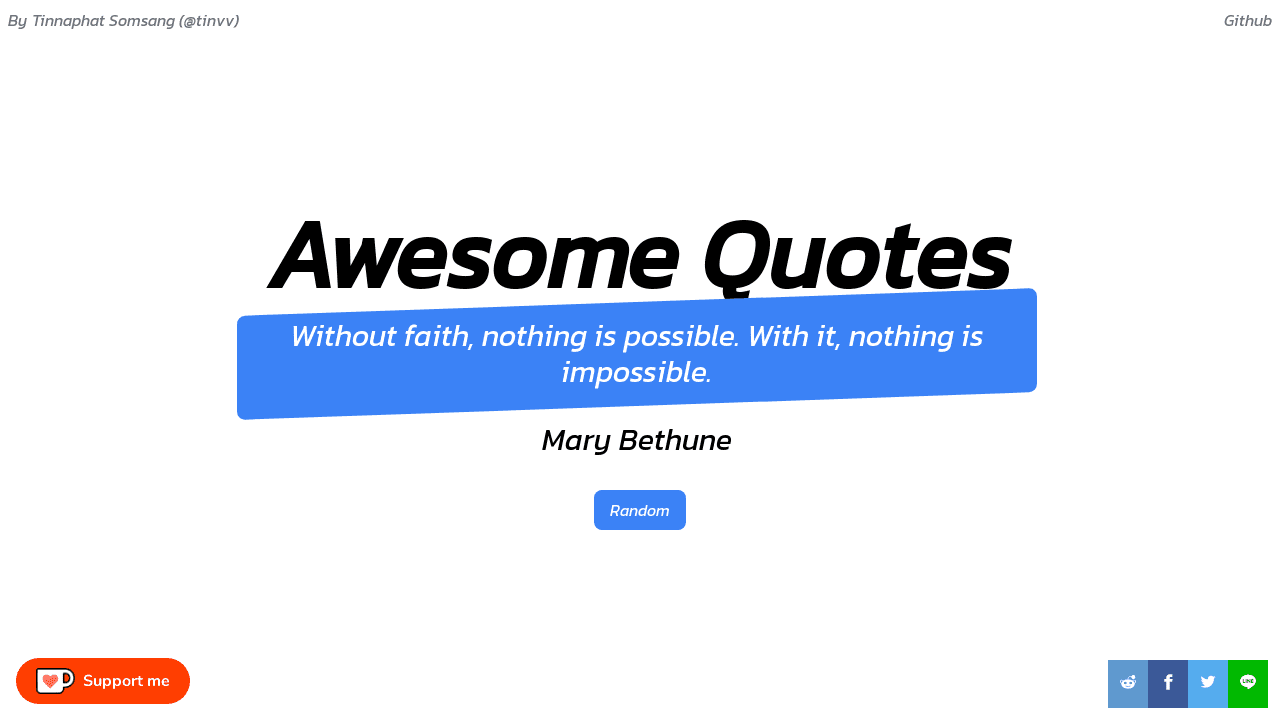 By Tinnaphat Somsang (@tinvv)
Github
Awesome Quotes
Without faith, nothing is possible. With it, nothing is
impossible.
Mary Bethune
Random
Support me
LINE